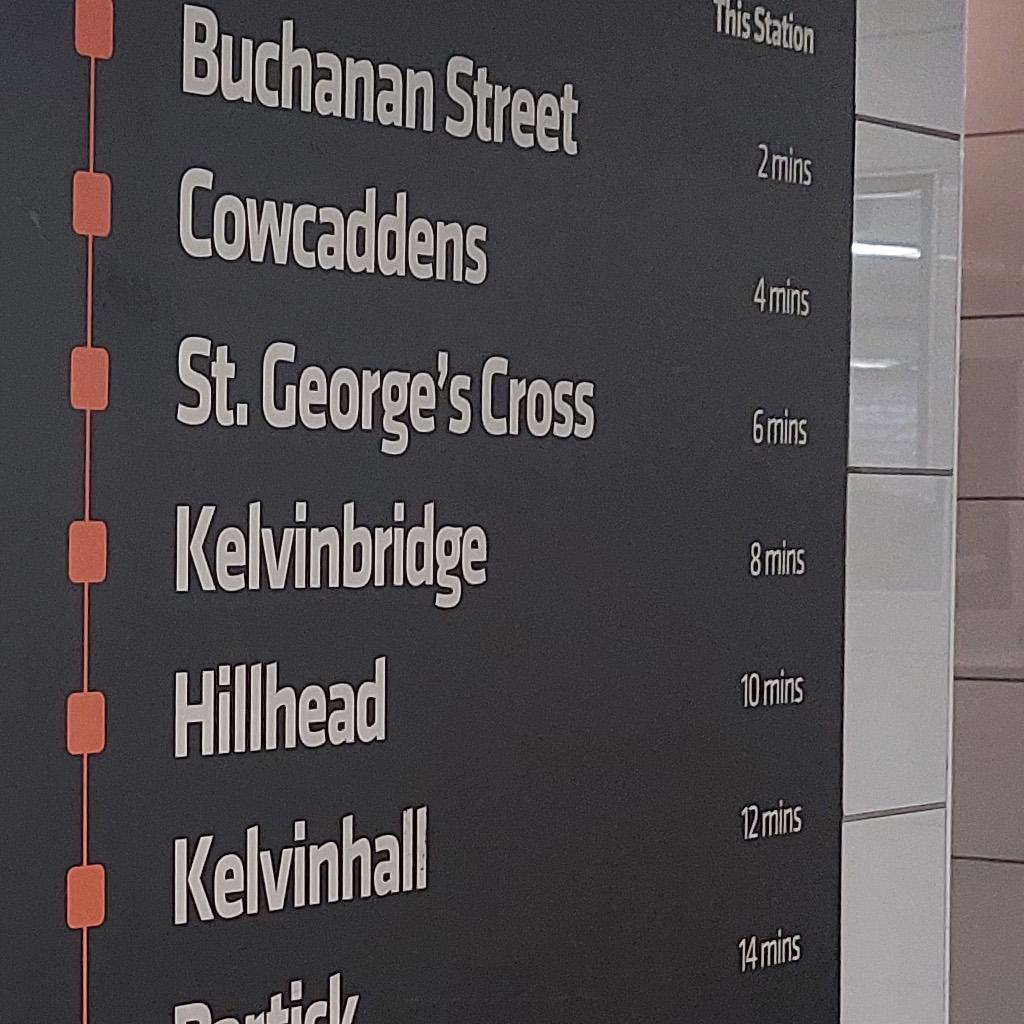 This Station
Buchanan Street 2 mins
Cowcaddens 4 mins
St. George's Cross 6 mins
Kelvinbridge 8 mins
Hillhead 10 mins
Kelvinhall 12 mins
Partick 14 mins